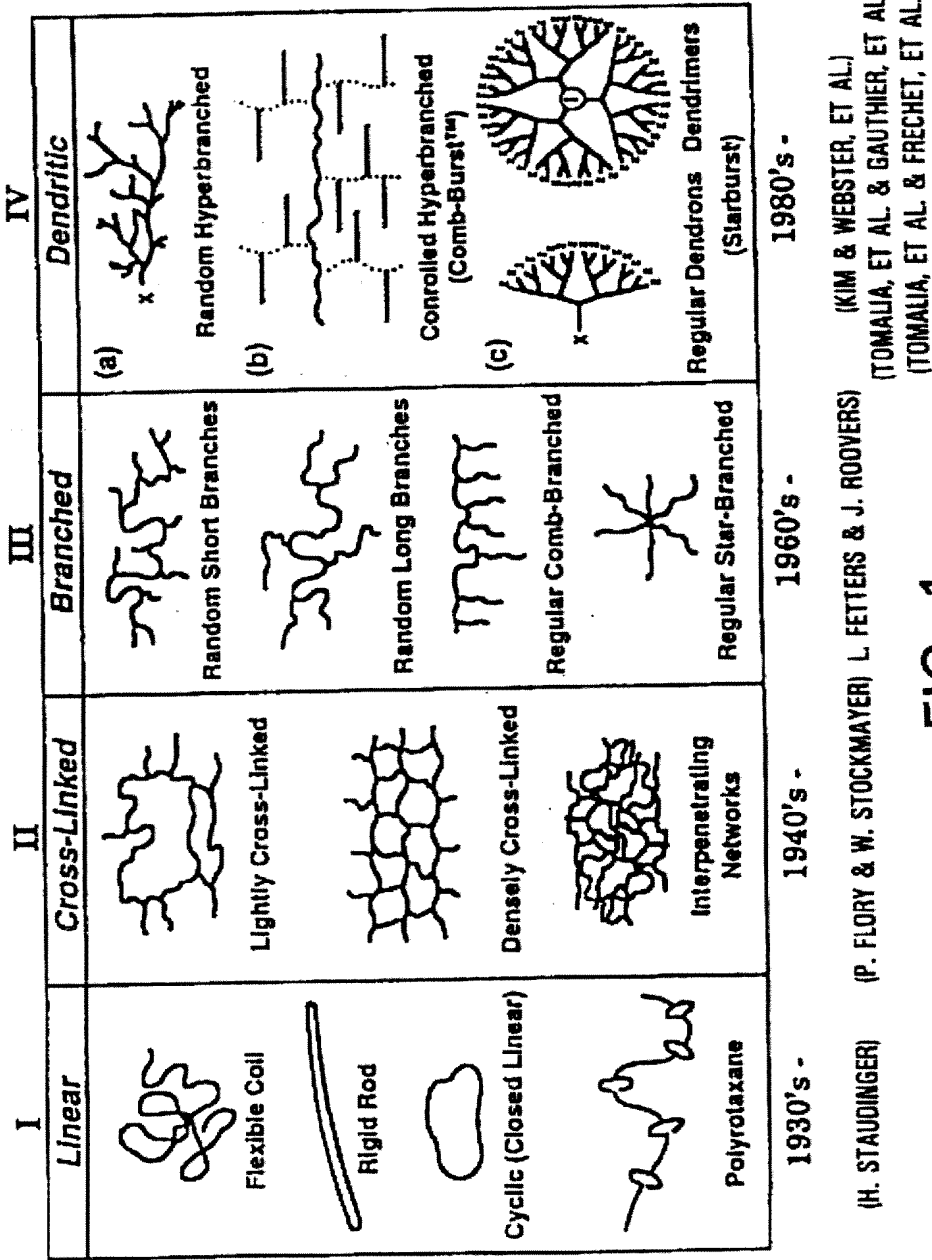 I
Linear
Flexible Coil
Rigid Rod
Cyclic (Closed Linear)
Polyrotaxane
1930's -
(H. STAUDINGER)
II
Cross-Linked
Lightly Cross-Linked
Densely Cross-Linked
Interpenetrating
Networks
1940's -
(P. FLORY & W. STOCKMAYER)
III
Branched
Random Short Branches
Random Long Branches
Regular Comb-Branched
Regular Star-Branched
1960's -
L. FETTERS & J. ROOVERS)
IV
Dendritic
(a)
x
Random Hyperbranched
(b)
Conrolled Hyperbranched
(Comb-Burst™)
(c)
x
I
Regular Dendrons Dendrimers
(Starburst)
1980's -
(KIM & WEBSTER, ET AL.)
(TOMALIA, ET AL. & GAUTHIER, ET AL
(TOMALIA, ET AL. & FRECHET, ET AL.